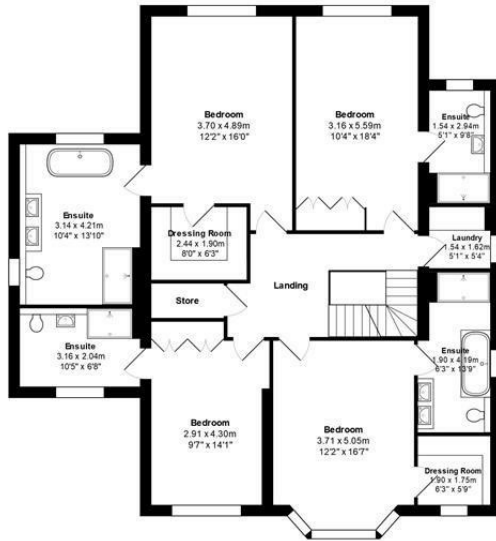 Bedroom
3.70 x 4.89m
12'2" x 16'0"
Bedroom
3.16 x 5.59m
10'4" x 18'4"
Ensuite
1.54 x 2.94m
5'1" x 9'8"
Ensuite
3.14 x 4.21m
10'4" x 13'10"
Dressing Room
2.44 x 1.90m
8'0" x 6'3"
Laundry
1.54 x 1.62m
5'1" x 5'4"
Landing
Store
Ensuite
3.16 x 2.04m
10'5" x 6'8"
Ensuite
1.90 x 4.19m
6'3" x 13'9"
Bedroom
2.91 x 4.30m
9'7" x 14'1"
Bedroom
3.71 x 5.05m
12'2" x 16'7"
Dressing Room
1.90 x 1.75m
6'3" x 5'9"